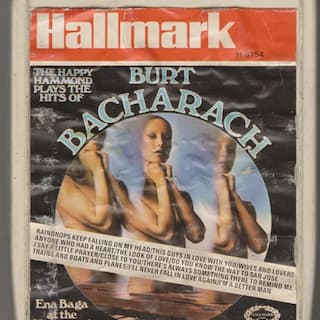 Hallmark
H 8154
THE HAPPY
HAMMOND
PLAYS THE
HITS OF
BURT
BACHARACH
RAINDROPS KEEP FALLING ON MY HEAD/THIS GUYS IN LOVE WITH YOU/WIVES AND LOVERS
ANYONE WHO HAD A HEART/THE LOOK OF LOVE/DO YOU KNOW THE WAY TO SAN JOSE
I SAY A LITTLE PRAYER/CLOSE TO YOU/THERE'S ALWAYS SOMETHING THERE TO REMIND ME
TRAINS AND BOATS AND PLANES/I'LL NEVER FALL IN LOVE AGAIN/I'M A BETTER MAN
Ena Baga
at the
HALLMARK